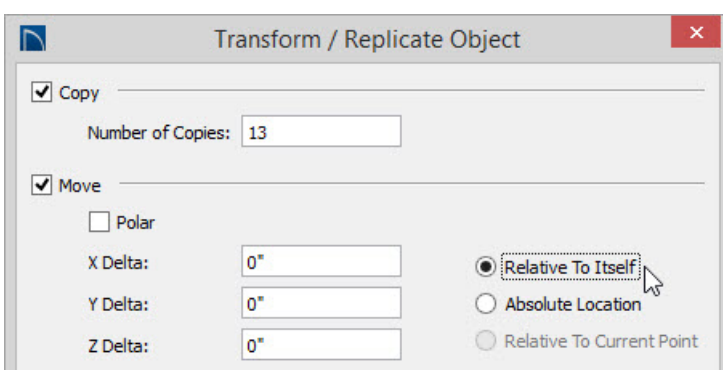 Transform / Replicate Object
Copy
Number of Copies: 13
Move
Polar
X Delta: 0" Relative To Itself
Y Delta: 0" Absolute Location
Z Delta: 0" Relative To Current Point